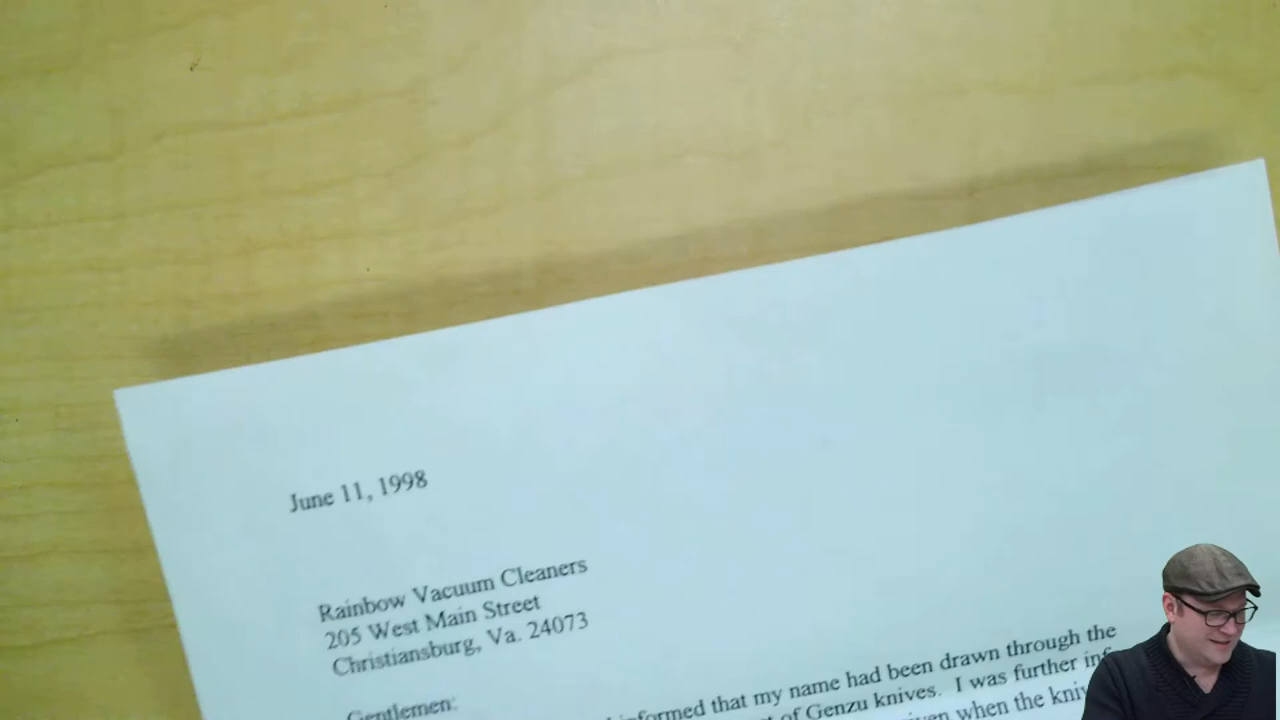 June 11, 1998
Rainbow Vacuum Cleaners
205 West Main Street
Christiansburg, Va. 24073
Gentlemen:
informed that my name had been drawn through the
of Genzu knives. I was further
when the